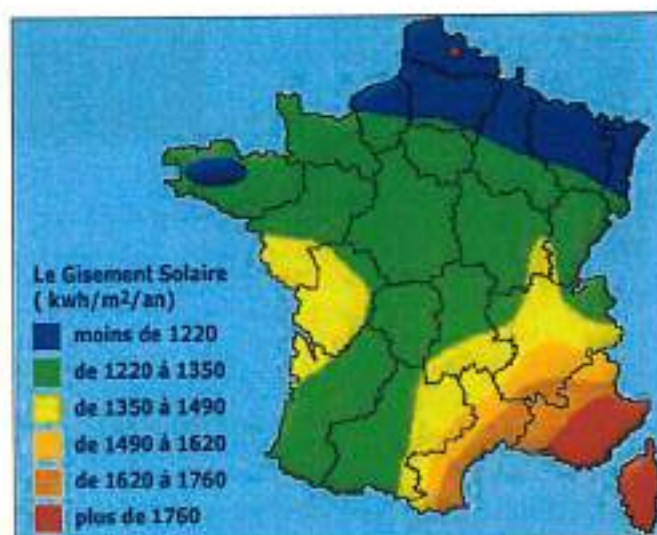 Le Gisement Solaire
( kwh/m²/an)
moins de 1220
de 1220 à 1350
de 1350 à 1490
de 1490 à 1620
de 1620 à 1760
plus de 1760